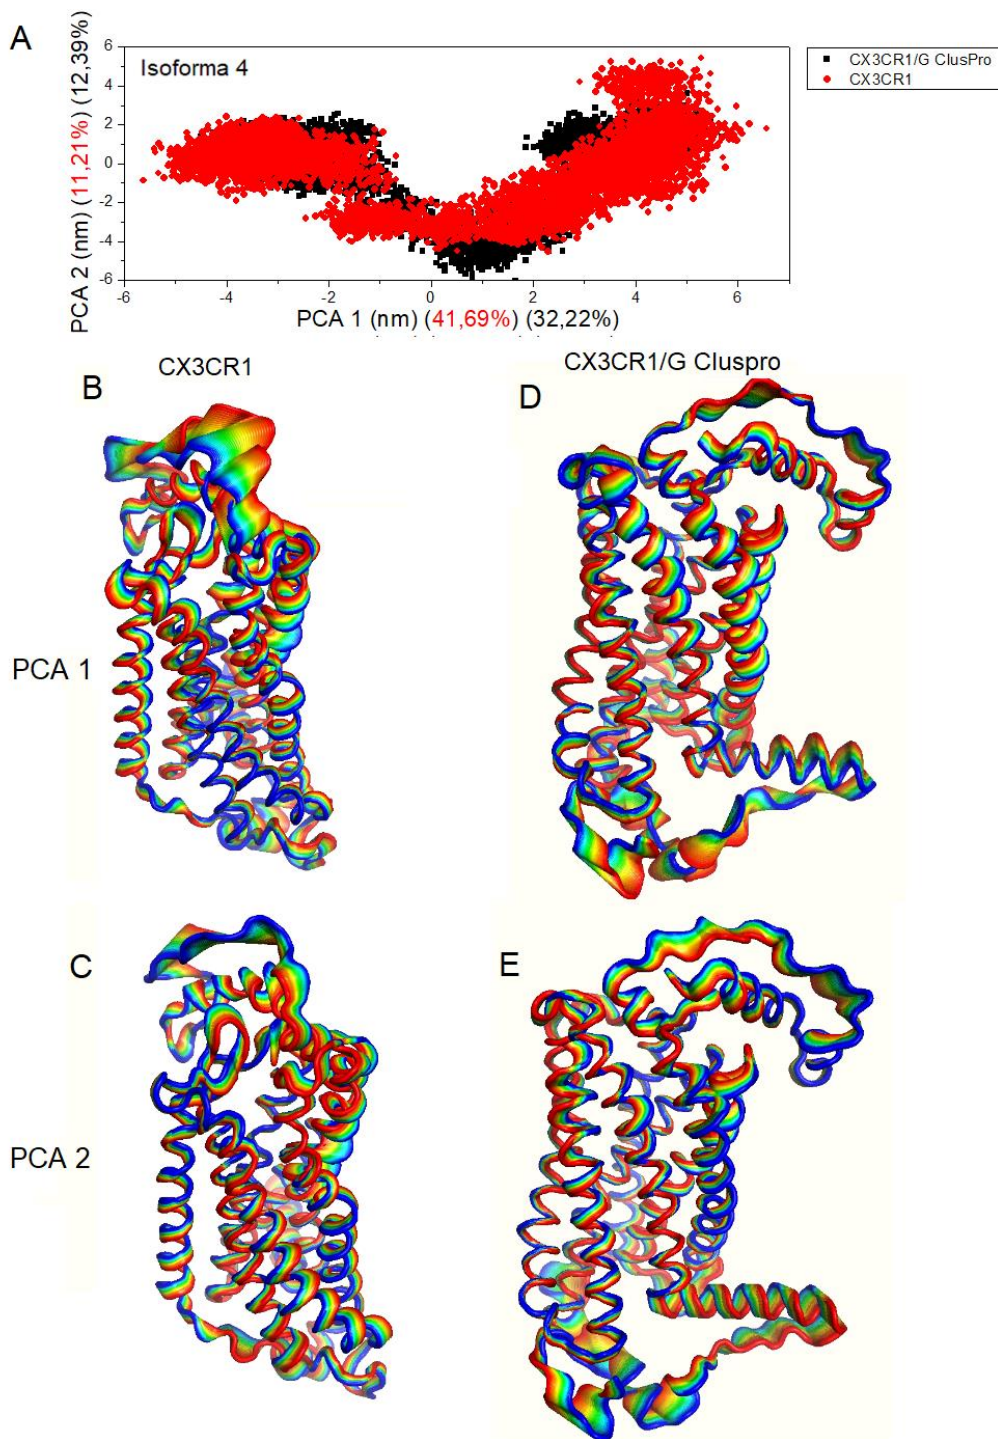 A
Isoforma 4
CX3CR1/G ClusPro
CX3CR1
PCA 2 (nm) (11,21%) (12,39%)
6
4
2
0
-2
-4
-6
-6
-4
-2
0
2
4
6
PCA 1 (nm) (41,69%) (32,22%)
CX3CR1
CX3CR1/G Cluspro
B
D
PCA 1
C
E
PCA 2